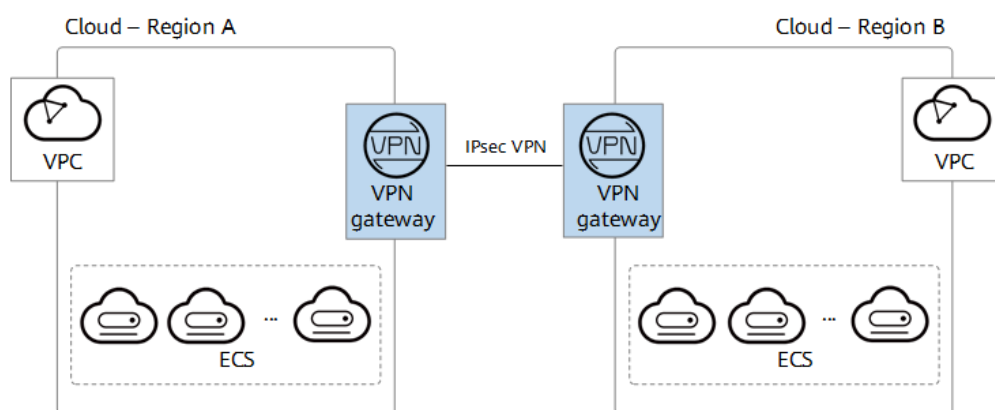 Cloud – Region A
Cloud – Region B
VPC
VPN
VPN
gateway
IPsec VPN
VPN
VPN
gateway
VPC
...
ECS
...
ECS